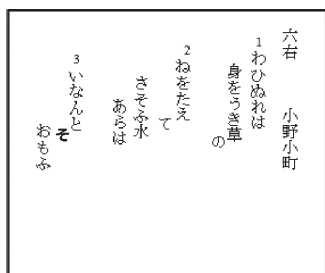 六右　小野小町
1わひぬれは
身をうき草
の
2ねをたえ
て
さそふ水
あらは
3いなんと
そ
おもふ